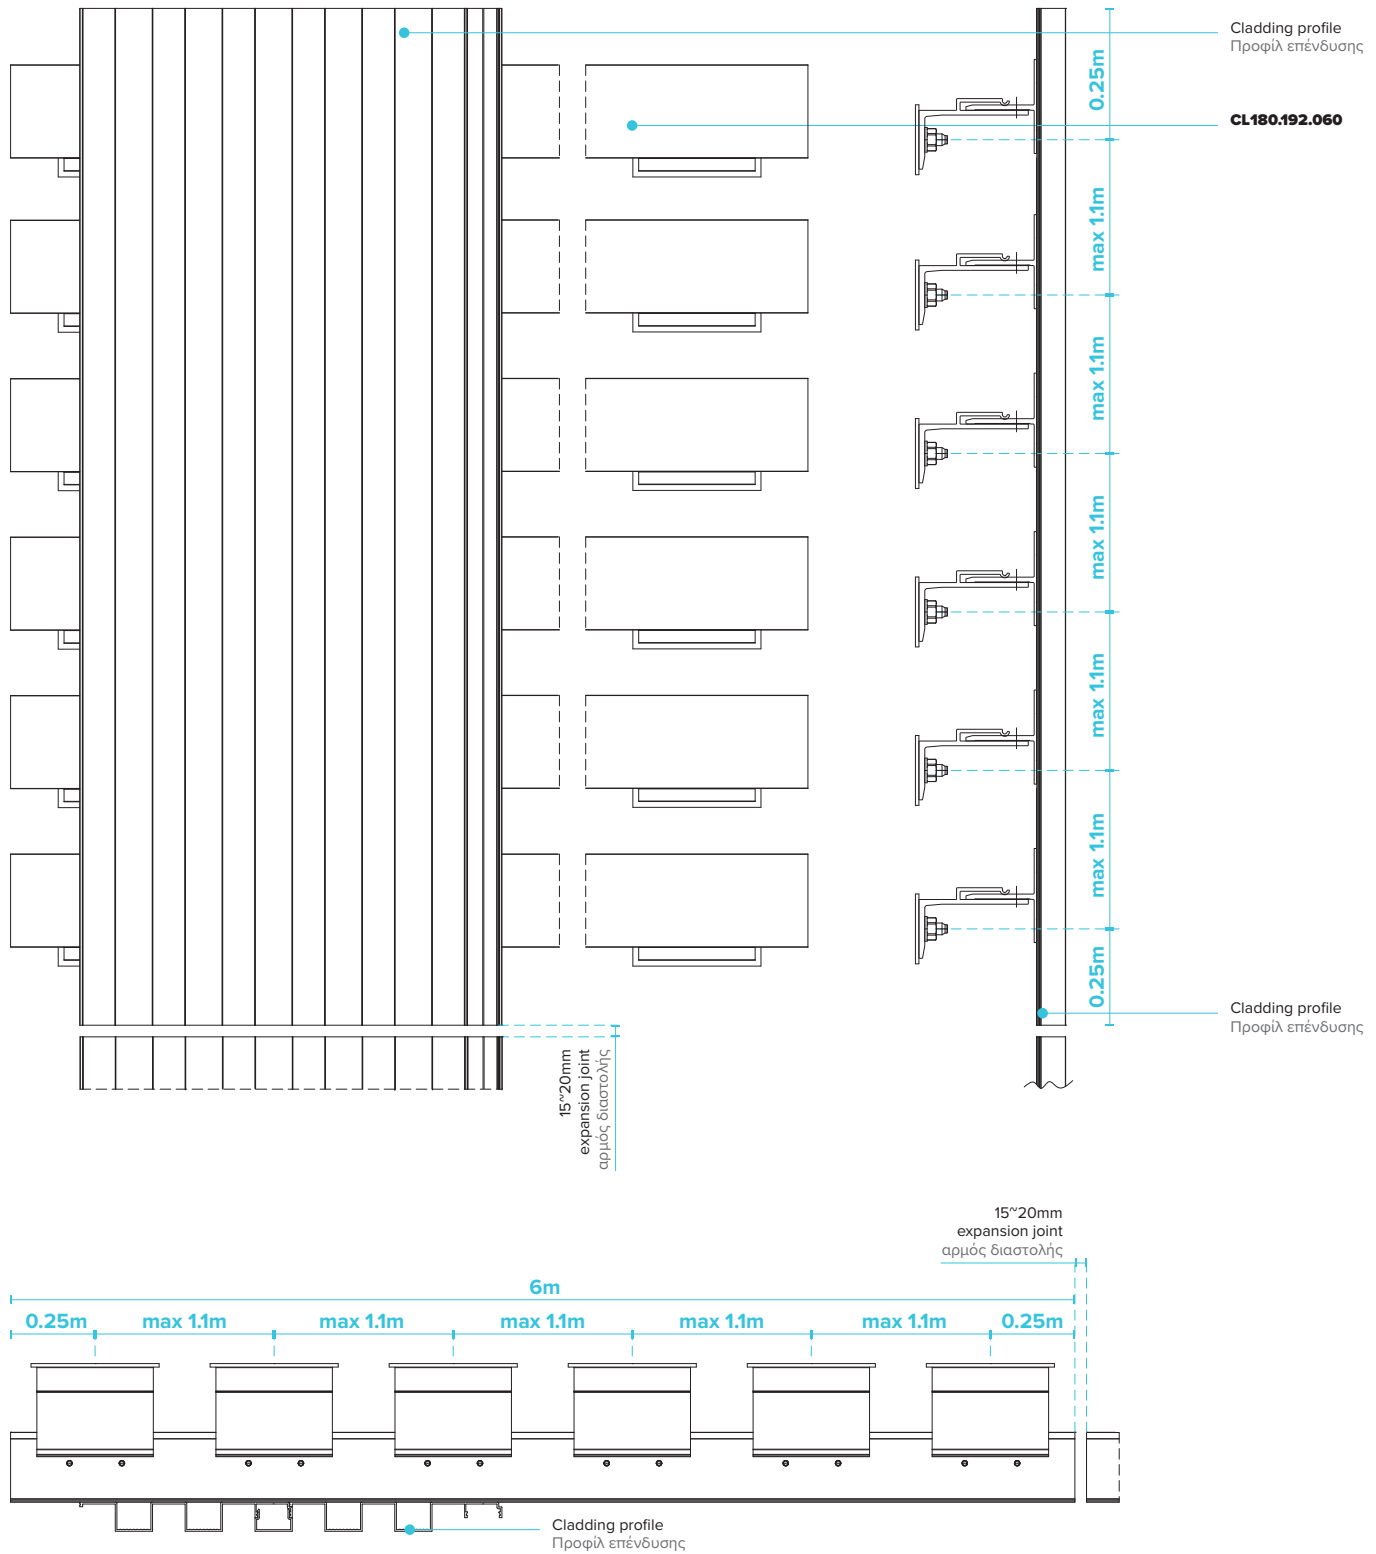 Cladding profile
Προφίλ επένδυσης
0.25m
CL180.192.060
max 1.1m
max 1.1m
max 1.1m
max 1.1m
max 1.1m
0.25m
Cladding profile
Προφίλ επένδυσης
15~20mm
expansion joint
αρμός διαστολής
15~20mm
expansion joint
αρμός διαστολής
6m
0.25m
max 1.1m
max 1.1m
max 1.1m
max 1.1m
max 1.1m
0.25m
Cladding profile
Προφίλ επένδυσης